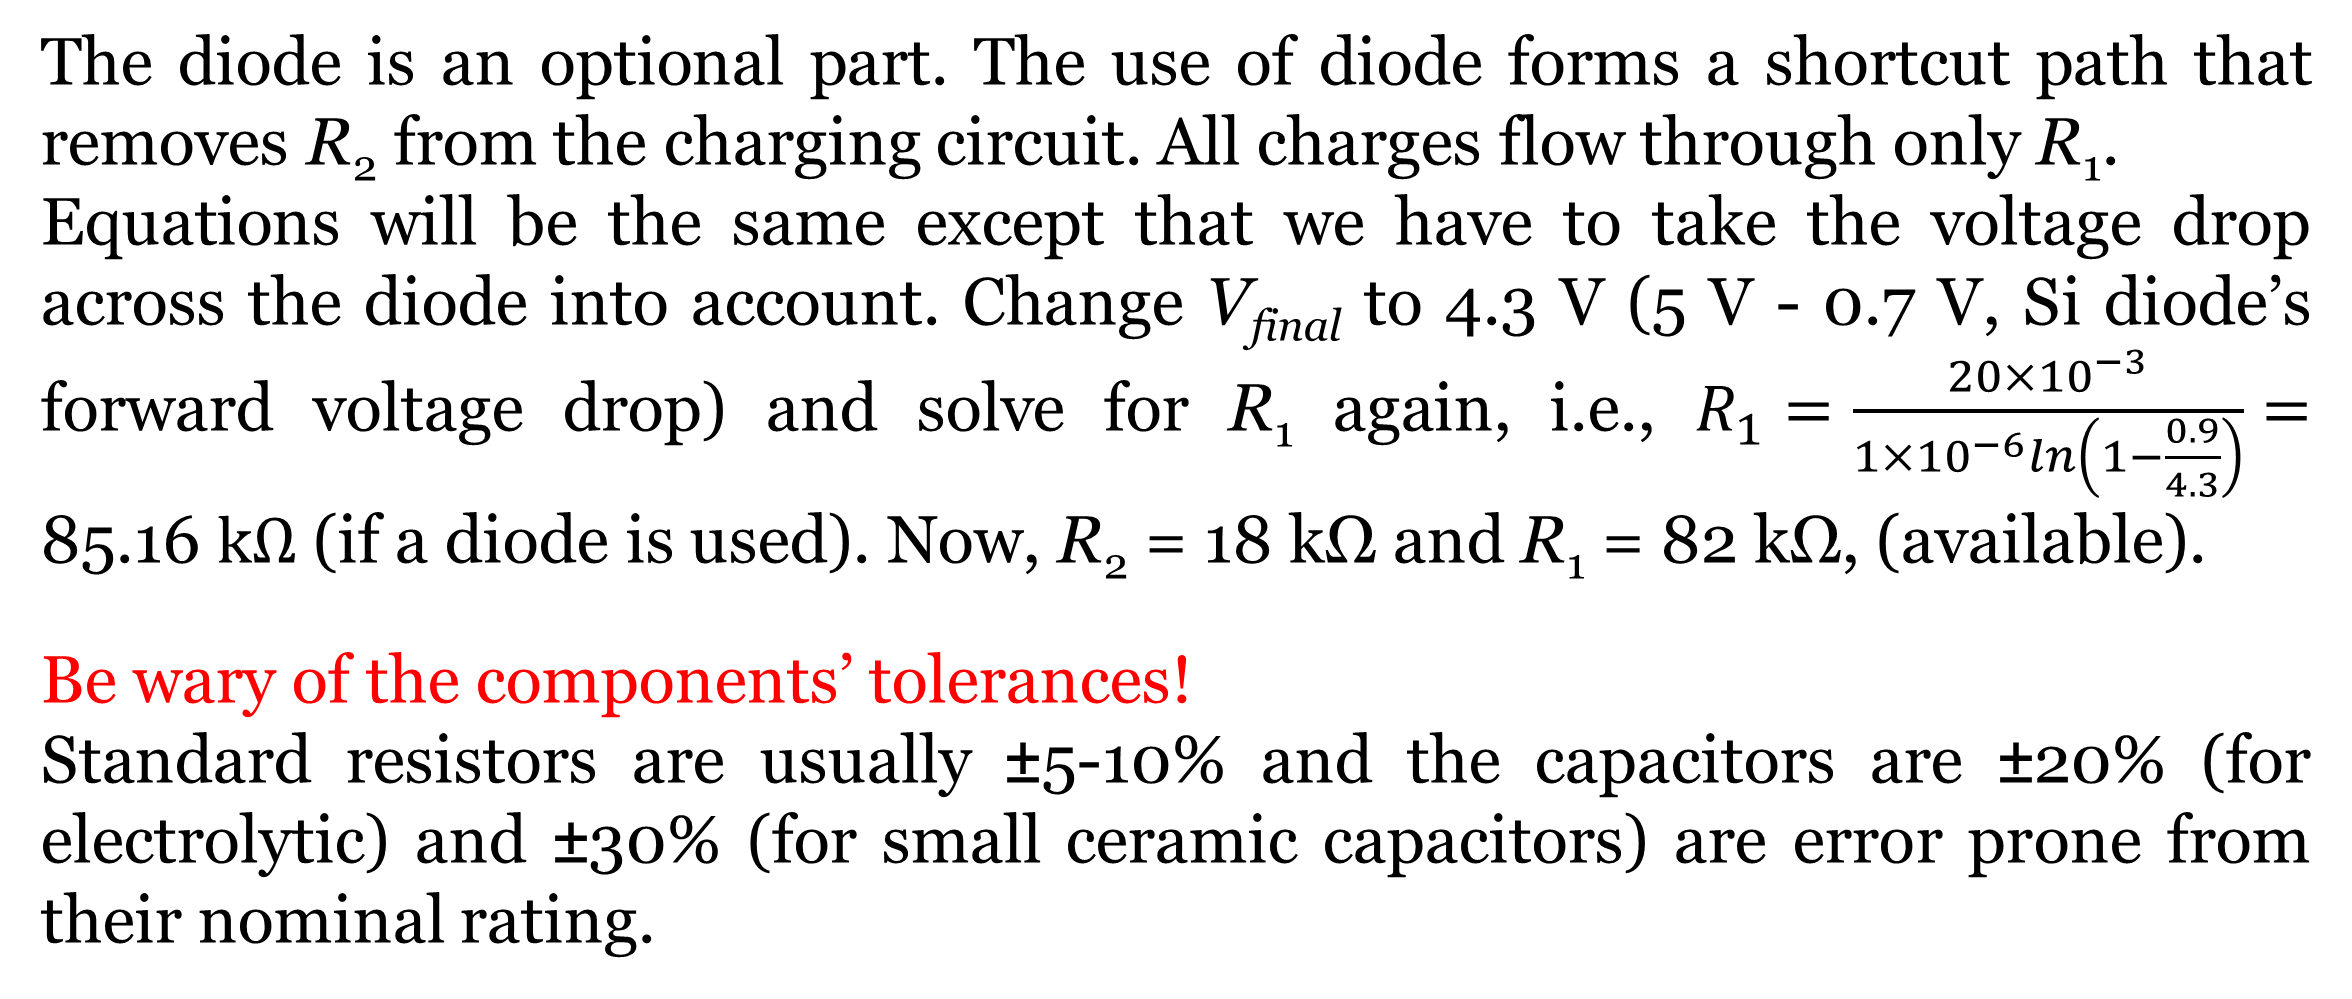 The diode is an optional part. The use of diode forms a shortcut path that
removes R₂ from the charging circuit. All charges flow through only R₁.
Equations will be the same except that we have to take the voltage drop
across the diode into account. Change V_final to 4.3 V (5 V - 0.7 V, Si diode’s
forward voltage drop) and solve for R₁ again, i.e., R₁ = \frac{20×10^{−3}}{1×10^{−6}ln(1−\frac{0.9}{4.3})} =
85.16 kΩ (if a diode is used). Now, R₂ = 18 kΩ and R₁ = 82 kΩ, (available).
Be wary of the components’ tolerances!
Standard resistors are usually ±5-10% and the capacitors are ±20% (for
electrolytic) and ±30% (for small ceramic capacitors) are error prone from
their nominal rating.